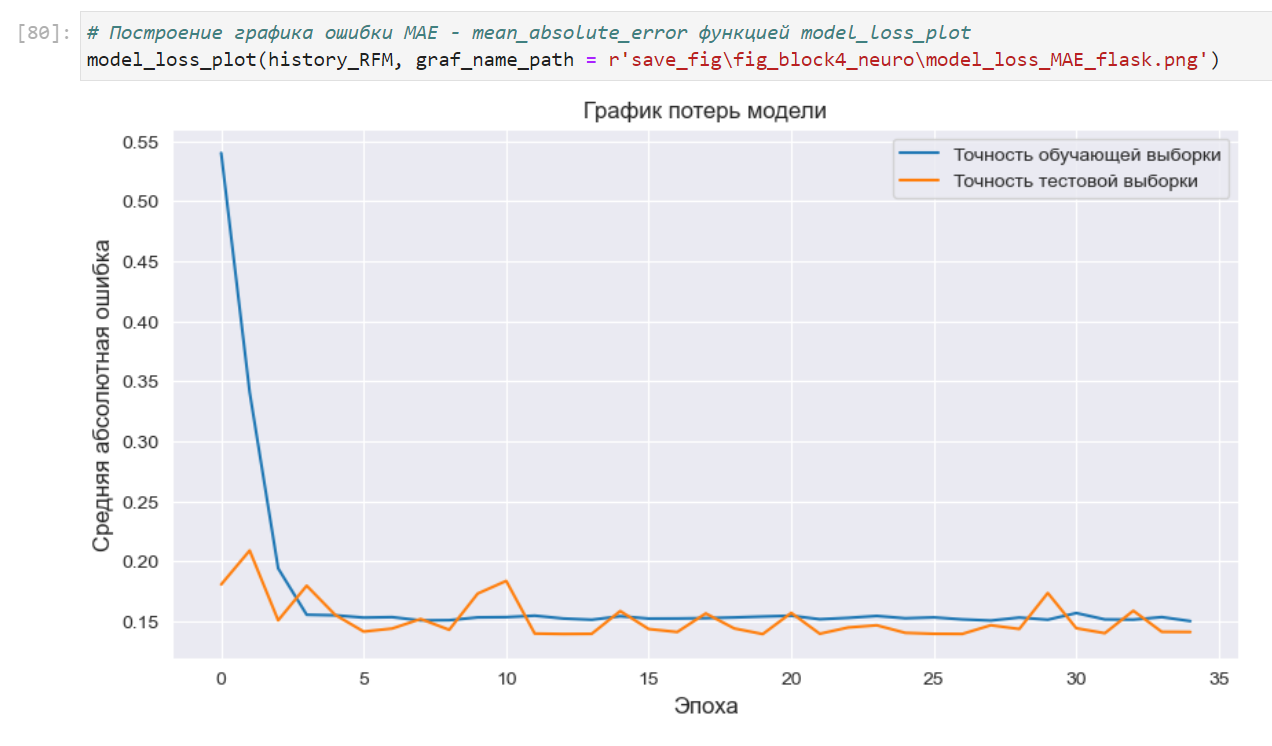 [80]: # Построение графика ошибки MAE - mean_absolute_error функцией model_loss_plot
model_loss_plot(history_RFM, graf_name_path = r'save_fig\fig_block4_neuro\model_loss_MAE_flask.png')
График потерь модели
Точность обучающей выборки
Точность тестовой выборки
Средняя абсолютная ошибка
0.55
0.50
0.45
0.40
0.35
0.30
0.25
0.20
0.15
0 5 10 15 20 25 30 35
Эпоха